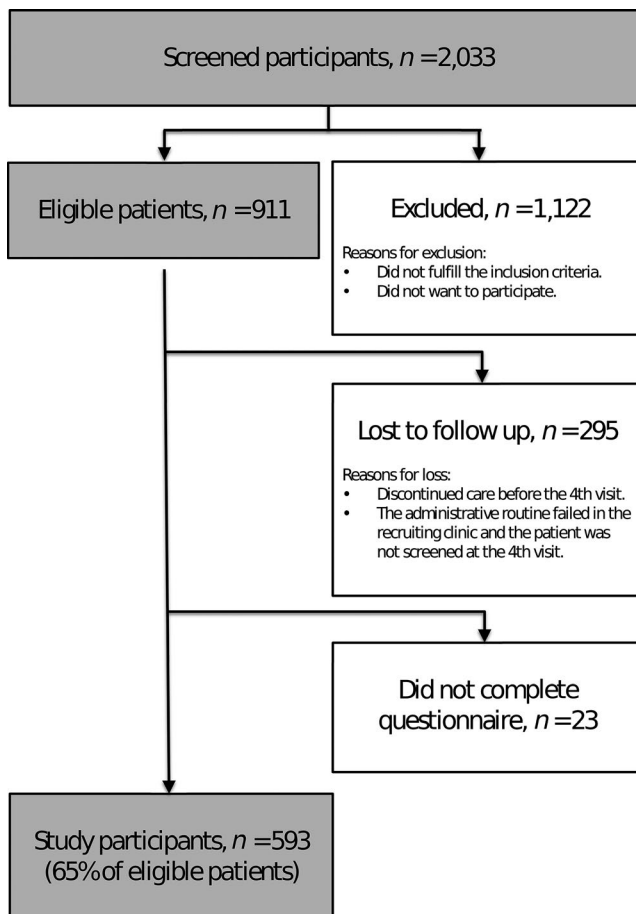 Screened participants, n = 2,033
Eligible patients, n = 911
Excluded, n = 1,122
Reasons for exclusion:
• Did not fulfill the inclusion criteria.
• Did not want to participate.
Lost to follow up, n = 295
Reasons for loss:
• Discontinued care before the 4th visit.
• The administrative routine failed in the
recruiting clinic and the patient was
not screened at the 4th visit.
Did not complete
questionnaire, n = 23
Study participants, n = 593
(65% of eligible patients)